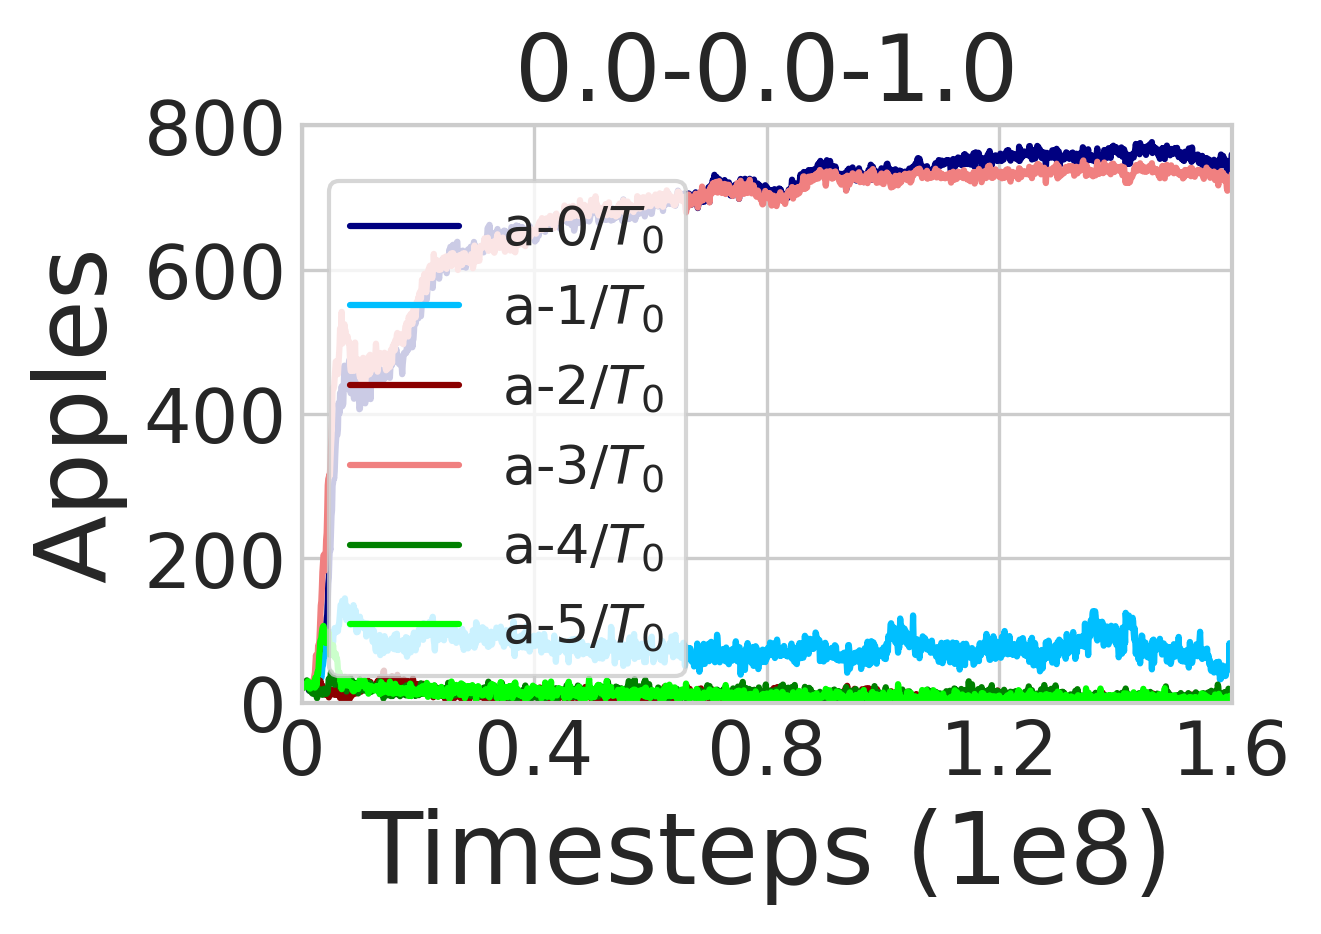 0.0-0.0-1.0
800
600
400
200
0
Apples
a-0/T₀
a-1/T₀
a-2/T₀
a-3/T₀
a-4/T₀
a-5/T₀
0 0.4 0.8 1.2 1.6
Timesteps (1e8)